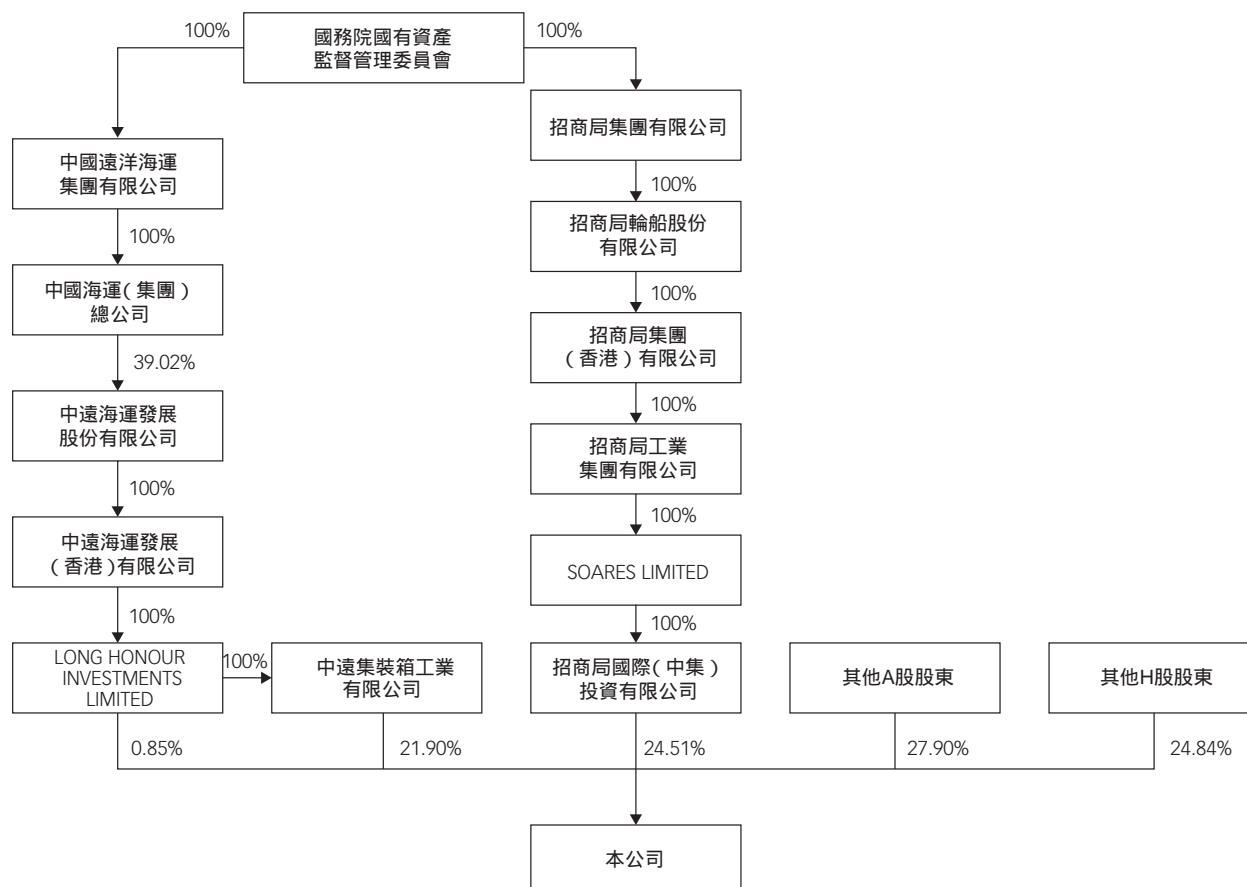 100%
國務院國有資產
監督管理委員會
100%
招商局集團有限公司
中國遠洋海運
集團有限公司
100%
招商局輪船股份
有限公司
100%
中國海運(集團)
總公司
100%
招商局集團
(香港)有限公司
39.02%
100%
中遠海運發展
股份有限公司
招商局工業
集團有限公司
100%
100%
中遠海運發展
(香港)有限公司
SOARES LIMITED
100%
100%
LONG HONOUR
INVESTMENTS
LIMITED
100%
中遠集裝箱工業
有限公司
招商局國際(中集)
投資有限公司
其他A股股東
其他H股股東
0.85%
21.90%
24.51%
27.90%
24.84%
本公司